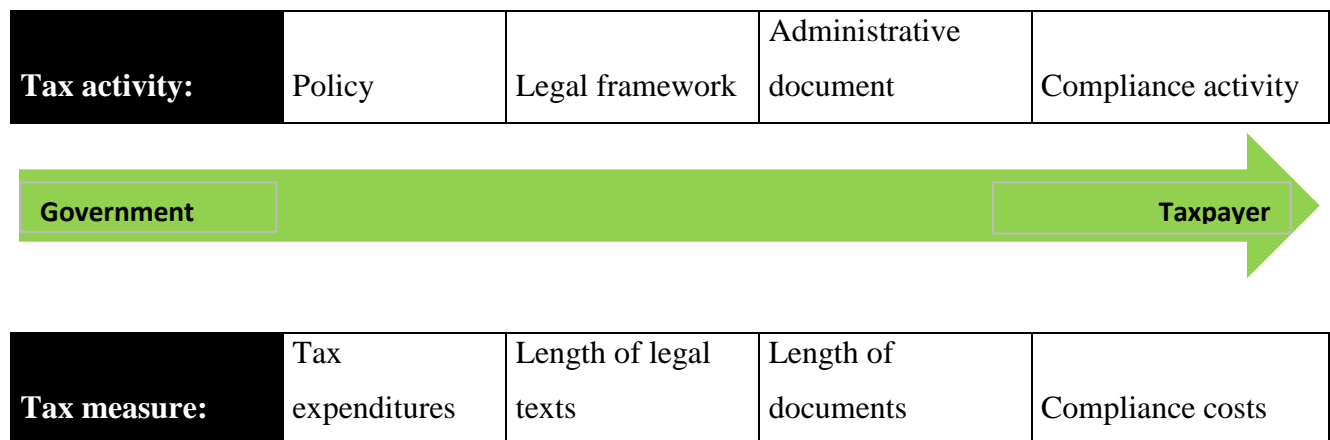 Tax activity:
Policy
Legal framework
Administrative
document
Compliance activity
Government
Taxpayer
Tax measure:
Tax
expenditures
Length of legal
texts
Length of
documents
Compliance costs